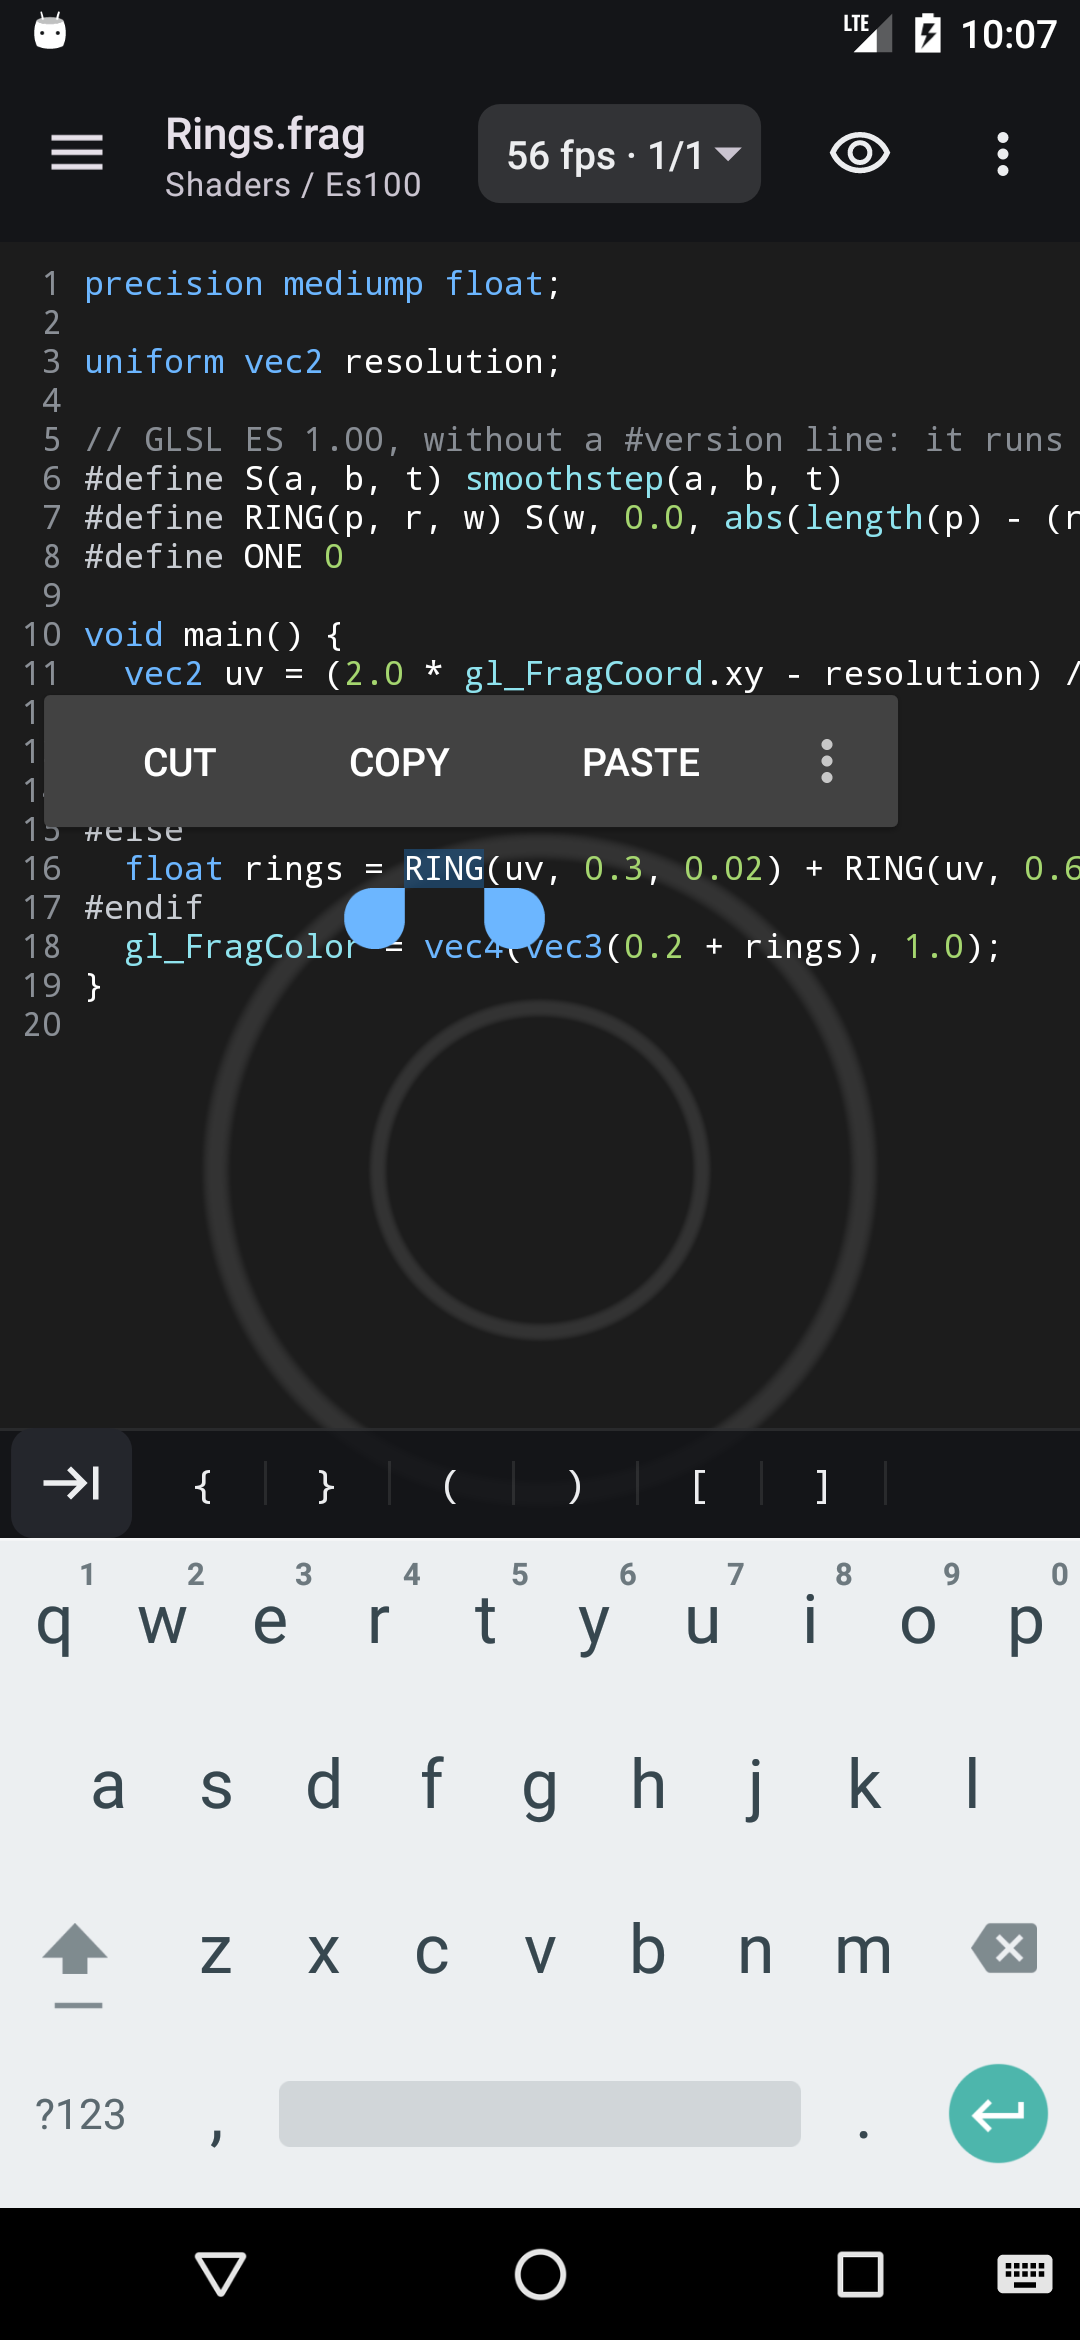 LTE 10:07
Rings.frag
Shaders / Es100
56 fps · 1/1
1 precision mediump float;
2
3 uniform vec2 resolution;
4
5 // GLSL ES 1.00, without a #version line: it runs
6 #define S(a, b, t) smoothstep(a, b, t)
7 #define RING(p, r, w) S(w, 0.0, abs(length(p) - (r
8 #define ONE 0
9
10 void main() {
11 vec2 uv = (2.0 * gl_FragCoord.xy - resolution) /
CUT COPY PASTE
15 #else
16 float rings = RING(uv, 0.3, 0.02) + RING(uv, 0.6
17 #endif
18 gl_FragColor = vec4(vec3(0.2 + rings), 1.0);
19 }
20
{ } ( ) [ ]
1 2 3 4 5 6 7 8 9 0
q w e r t y u i o p
a s d f g h j k l
z x c v b n m
?123 , .